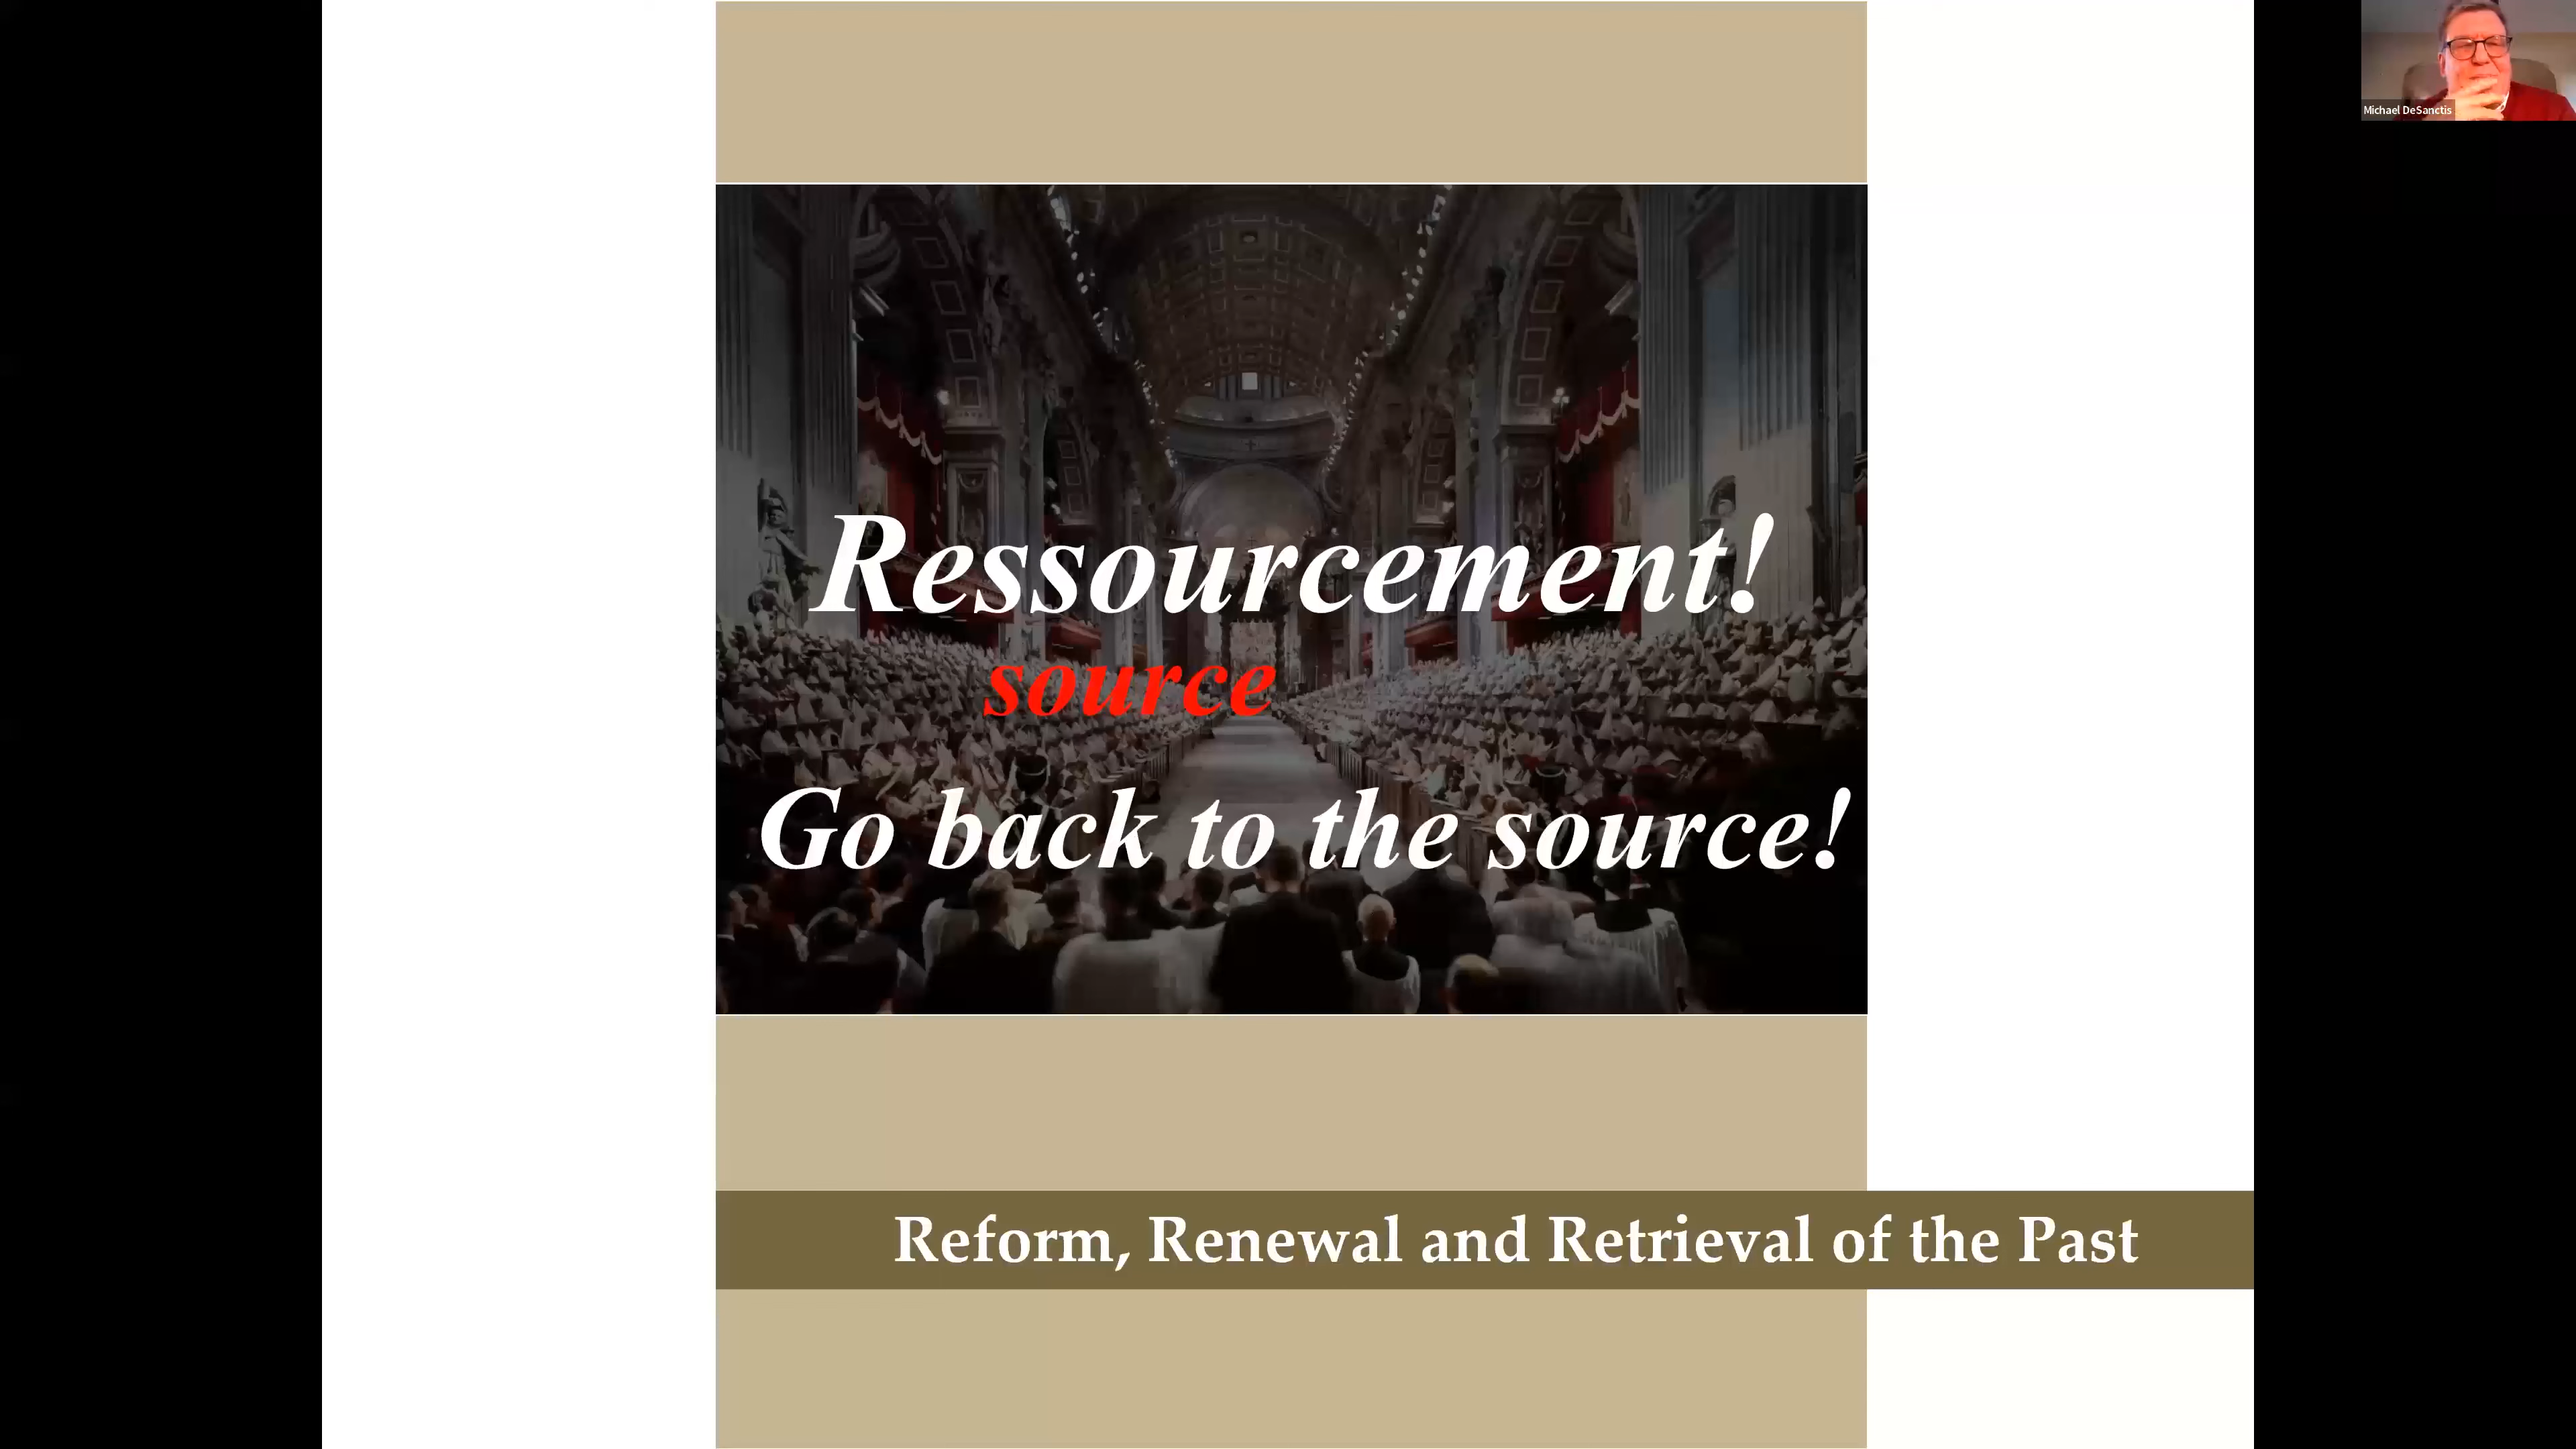 Michael DeSanctis
Ressourcement!
source
Go back to the source!
Reform, Renewal and Retrieval of the Past